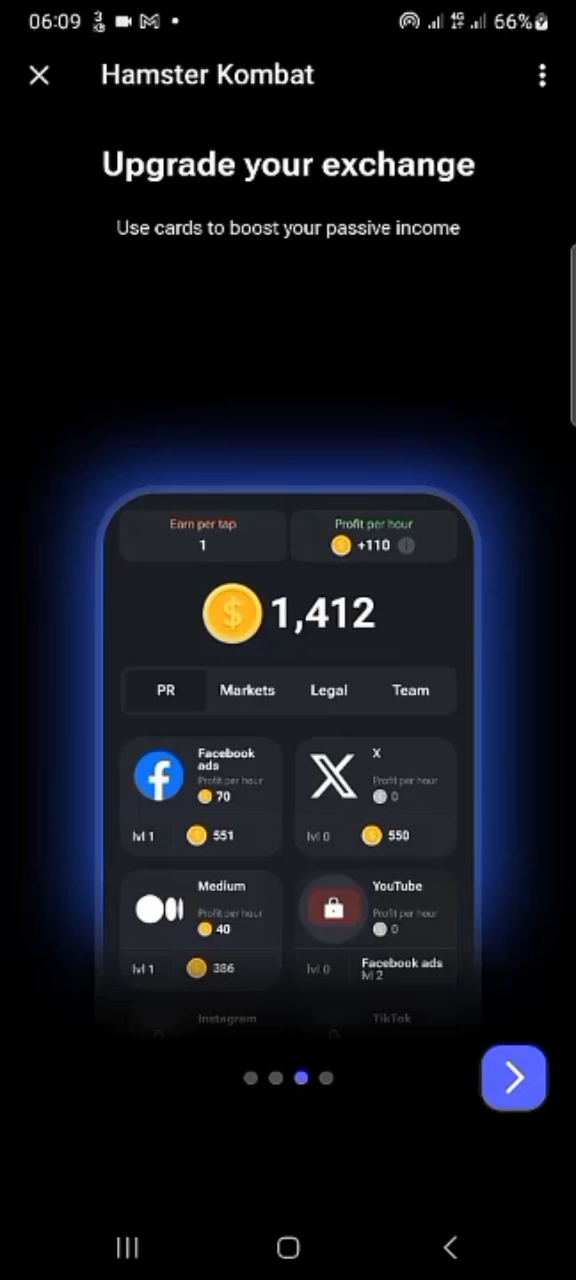 06:09
4G
66%
Hamster Kombat
Upgrade your exchange
Use cards to boost your passive income
Earn per tap
1
Profit per hour
+110
1,412
PR
Markets
Legal
Team
Facebook
ads
Profit per hour
70
lvl 1
551
X
Profit per hour
0
lvl 0
550
Medium
Profit per hour
40
lvl 1
386
YouTube
Profit per hour
0
lvl 0
Facebook ads
lvl 2
Instagram
TikTok